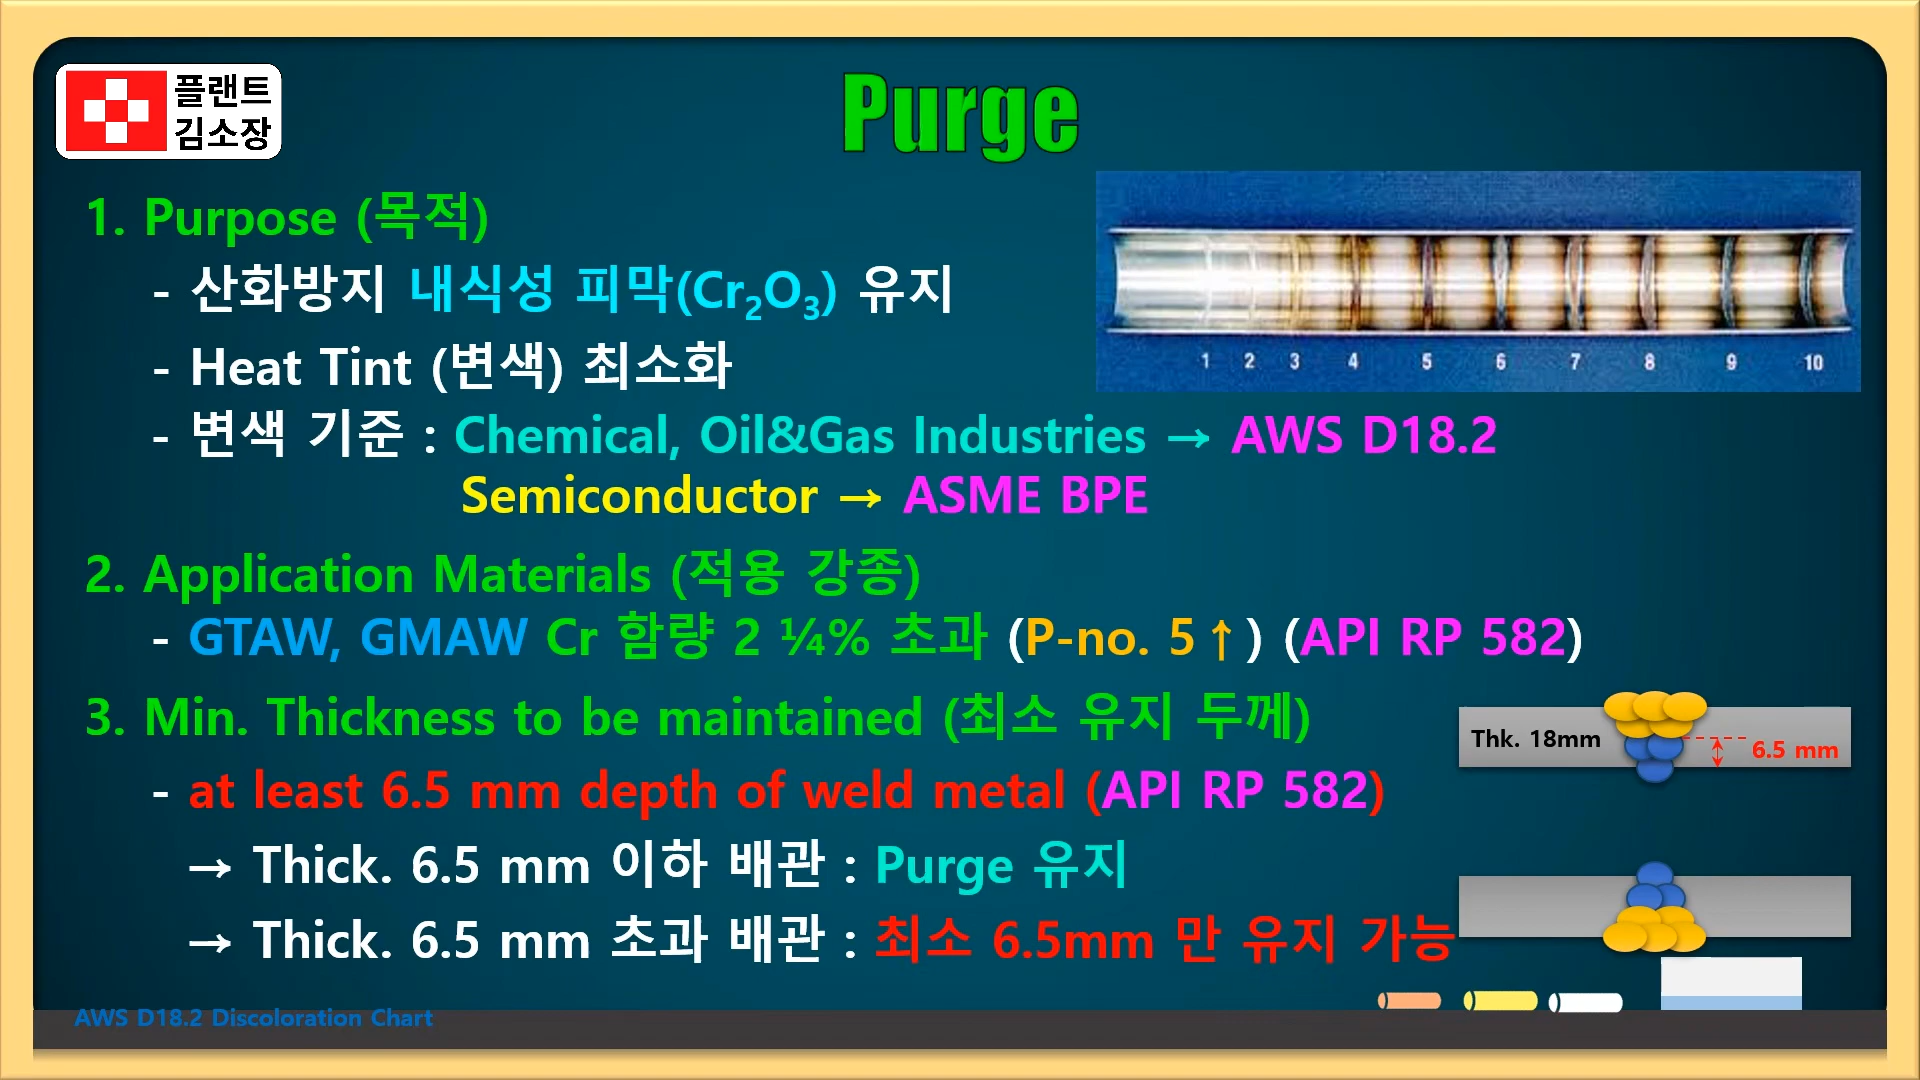 플랜트
김소장
Purge
1. Purpose (목적)
- 산화방지 내식성 피막(Cr₂O₃) 유지
- Heat Tint (변색) 최소화
- 변색 기준 : Chemical, Oil&Gas Industries → AWS D18.2
Semiconductor → ASME BPE
1 2 3 4 5 6 7 8 9 10
2. Application Materials (적용 강종)
- GTAW, GMAW Cr 함량 2 ¼% 초과 (P-no. 5↑) (API RP 582)
3. Min. Thickness to be maintained (최소 유지 두께)
- at least 6.5 mm depth of weld metal (API RP 582)
→ Thick. 6.5 mm 이하 배관 : Purge 유지
→ Thick. 6.5 mm 초과 배관 : 최소 6.5mm 만 유지 가능
Thk. 18mm
6.5 mm
AWS D18.2 Discoloration Chart